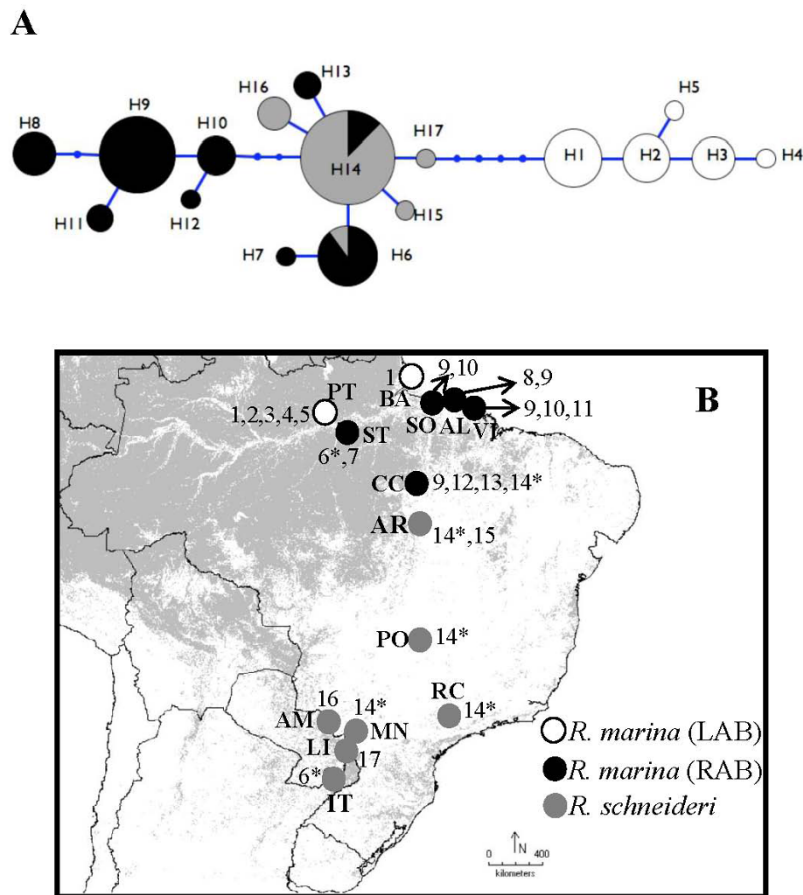 A
H13
H16
H5
H9
H8
H10
H17
H14
H1
H2
H3
H4
H15
H12
H11
H7
H6
B
9,10
8,9
1
PT
BA
1,2,3,4,5
SO
AL
VI
9,10,11
ST
6*,7
CC
9,12,13,14*
AR
14*,15
PO
14*
RC
16
14*
14*
AM
MN
LI
17
6*
IT
R. marina (LAB)
R. marina (RAB)
R. schneideri
N
0 400
kilometers